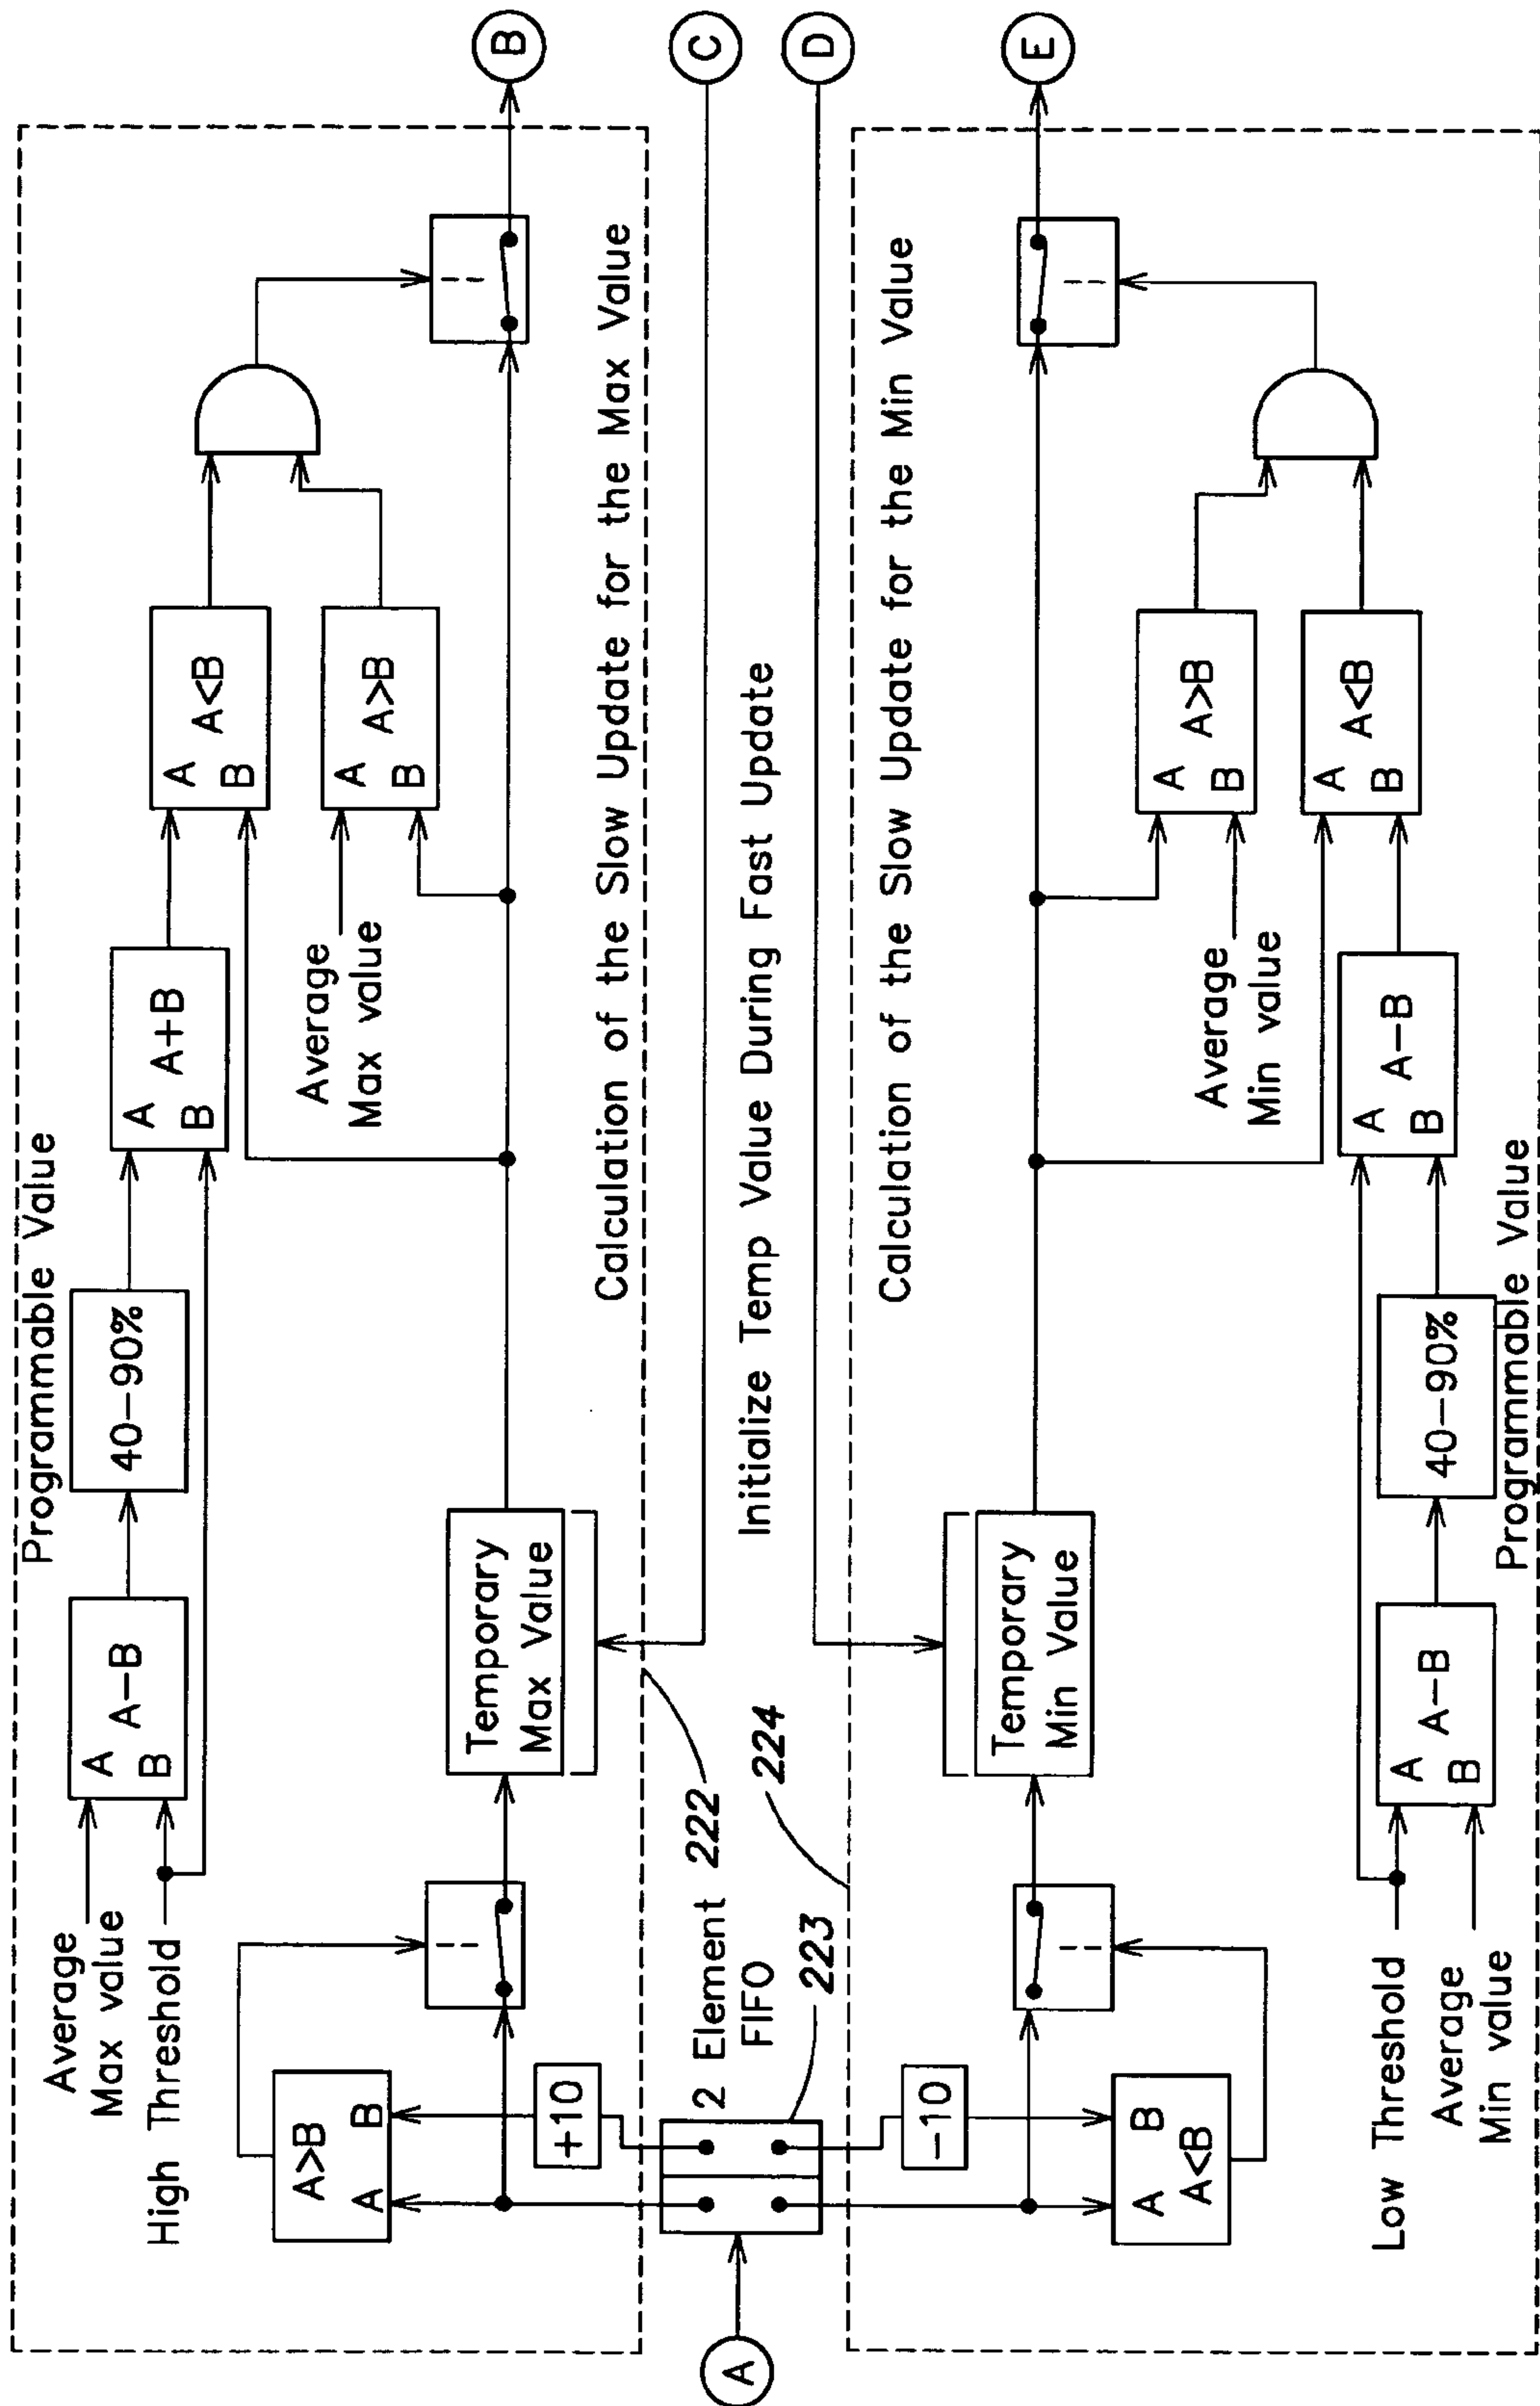 Programmable Value
Average
Max value
High Threshold
A
B
A-B
40-90%
A
B
A+B
A
B
A<B
Average
Max value
A
B
A>B
A>B
A
B
+10
Temporary
Max Value
B
Calculation of the Slow Update for the Max Value
222
C
2 Element
FIFO
223
A
Initialize Temp Value During Fast Update
D
224
Calculation of the Slow Update for the Min Value
-10
A
B
A<B
Temporary
Min Value
E
Average
Min value
A
B
A>B
A
B
A<B
Low Threshold
Average
Min value
A
B
A-B
40-90%
A
B
A-B
Programmable Value